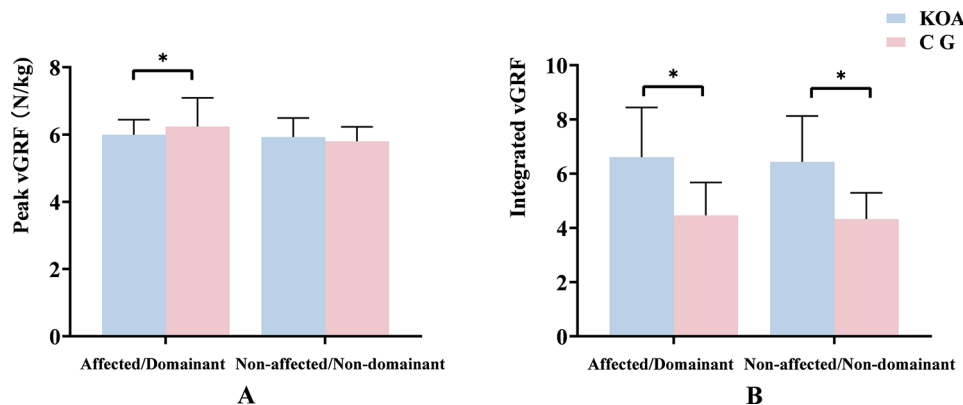 KOA
C G
Peak vGRF (N/kg)
8
6
4
2
0
*
Affected/Domainant
Non-affected/Non-domainant
A
Integrated vGRF
10
8
6
4
2
0
*
*
Affected/Domainant
Non-affected/Non-domainant
B